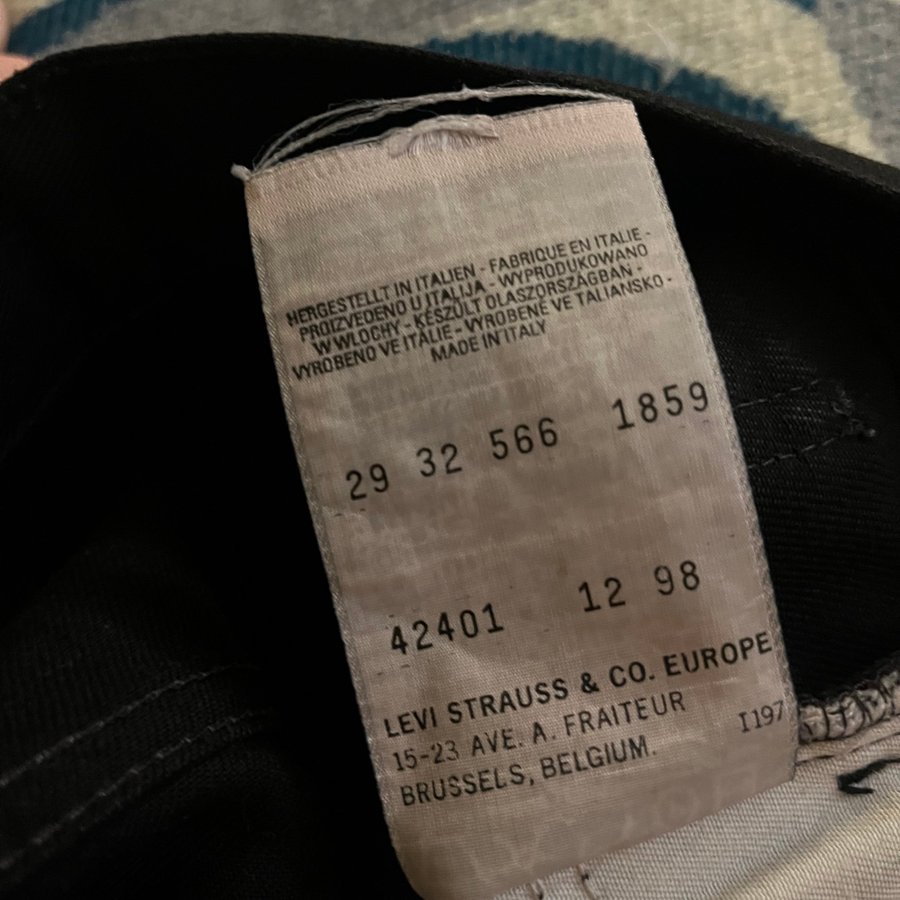 HERGESTELLT IN ITALIEN - FABRIQUE EN ITALIE -
PROIZVEDENO U ITALIJA - WYPRODUKOWANO
W WLOCHY - KÉSZÜLT OLASZORSZÁGBAN -
VYROBENO VE ITÁLIE - VYROBENÉ VE TALIANSKO -
MADE IN ITALY
29 32 566 1859
42401 12 98
LEVI STRAUSS & CO. EUROPE
15-23 AVE. A. FRAITEUR
BRUSSELS, BELGIUM.
I197